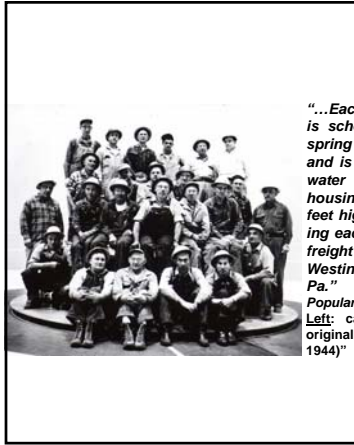 “…Eac
is sch
spring
and is
water
housin
feet hig
ing eac
freight
Westin
Pa.”
Popular
Left: ca
original
1944)”